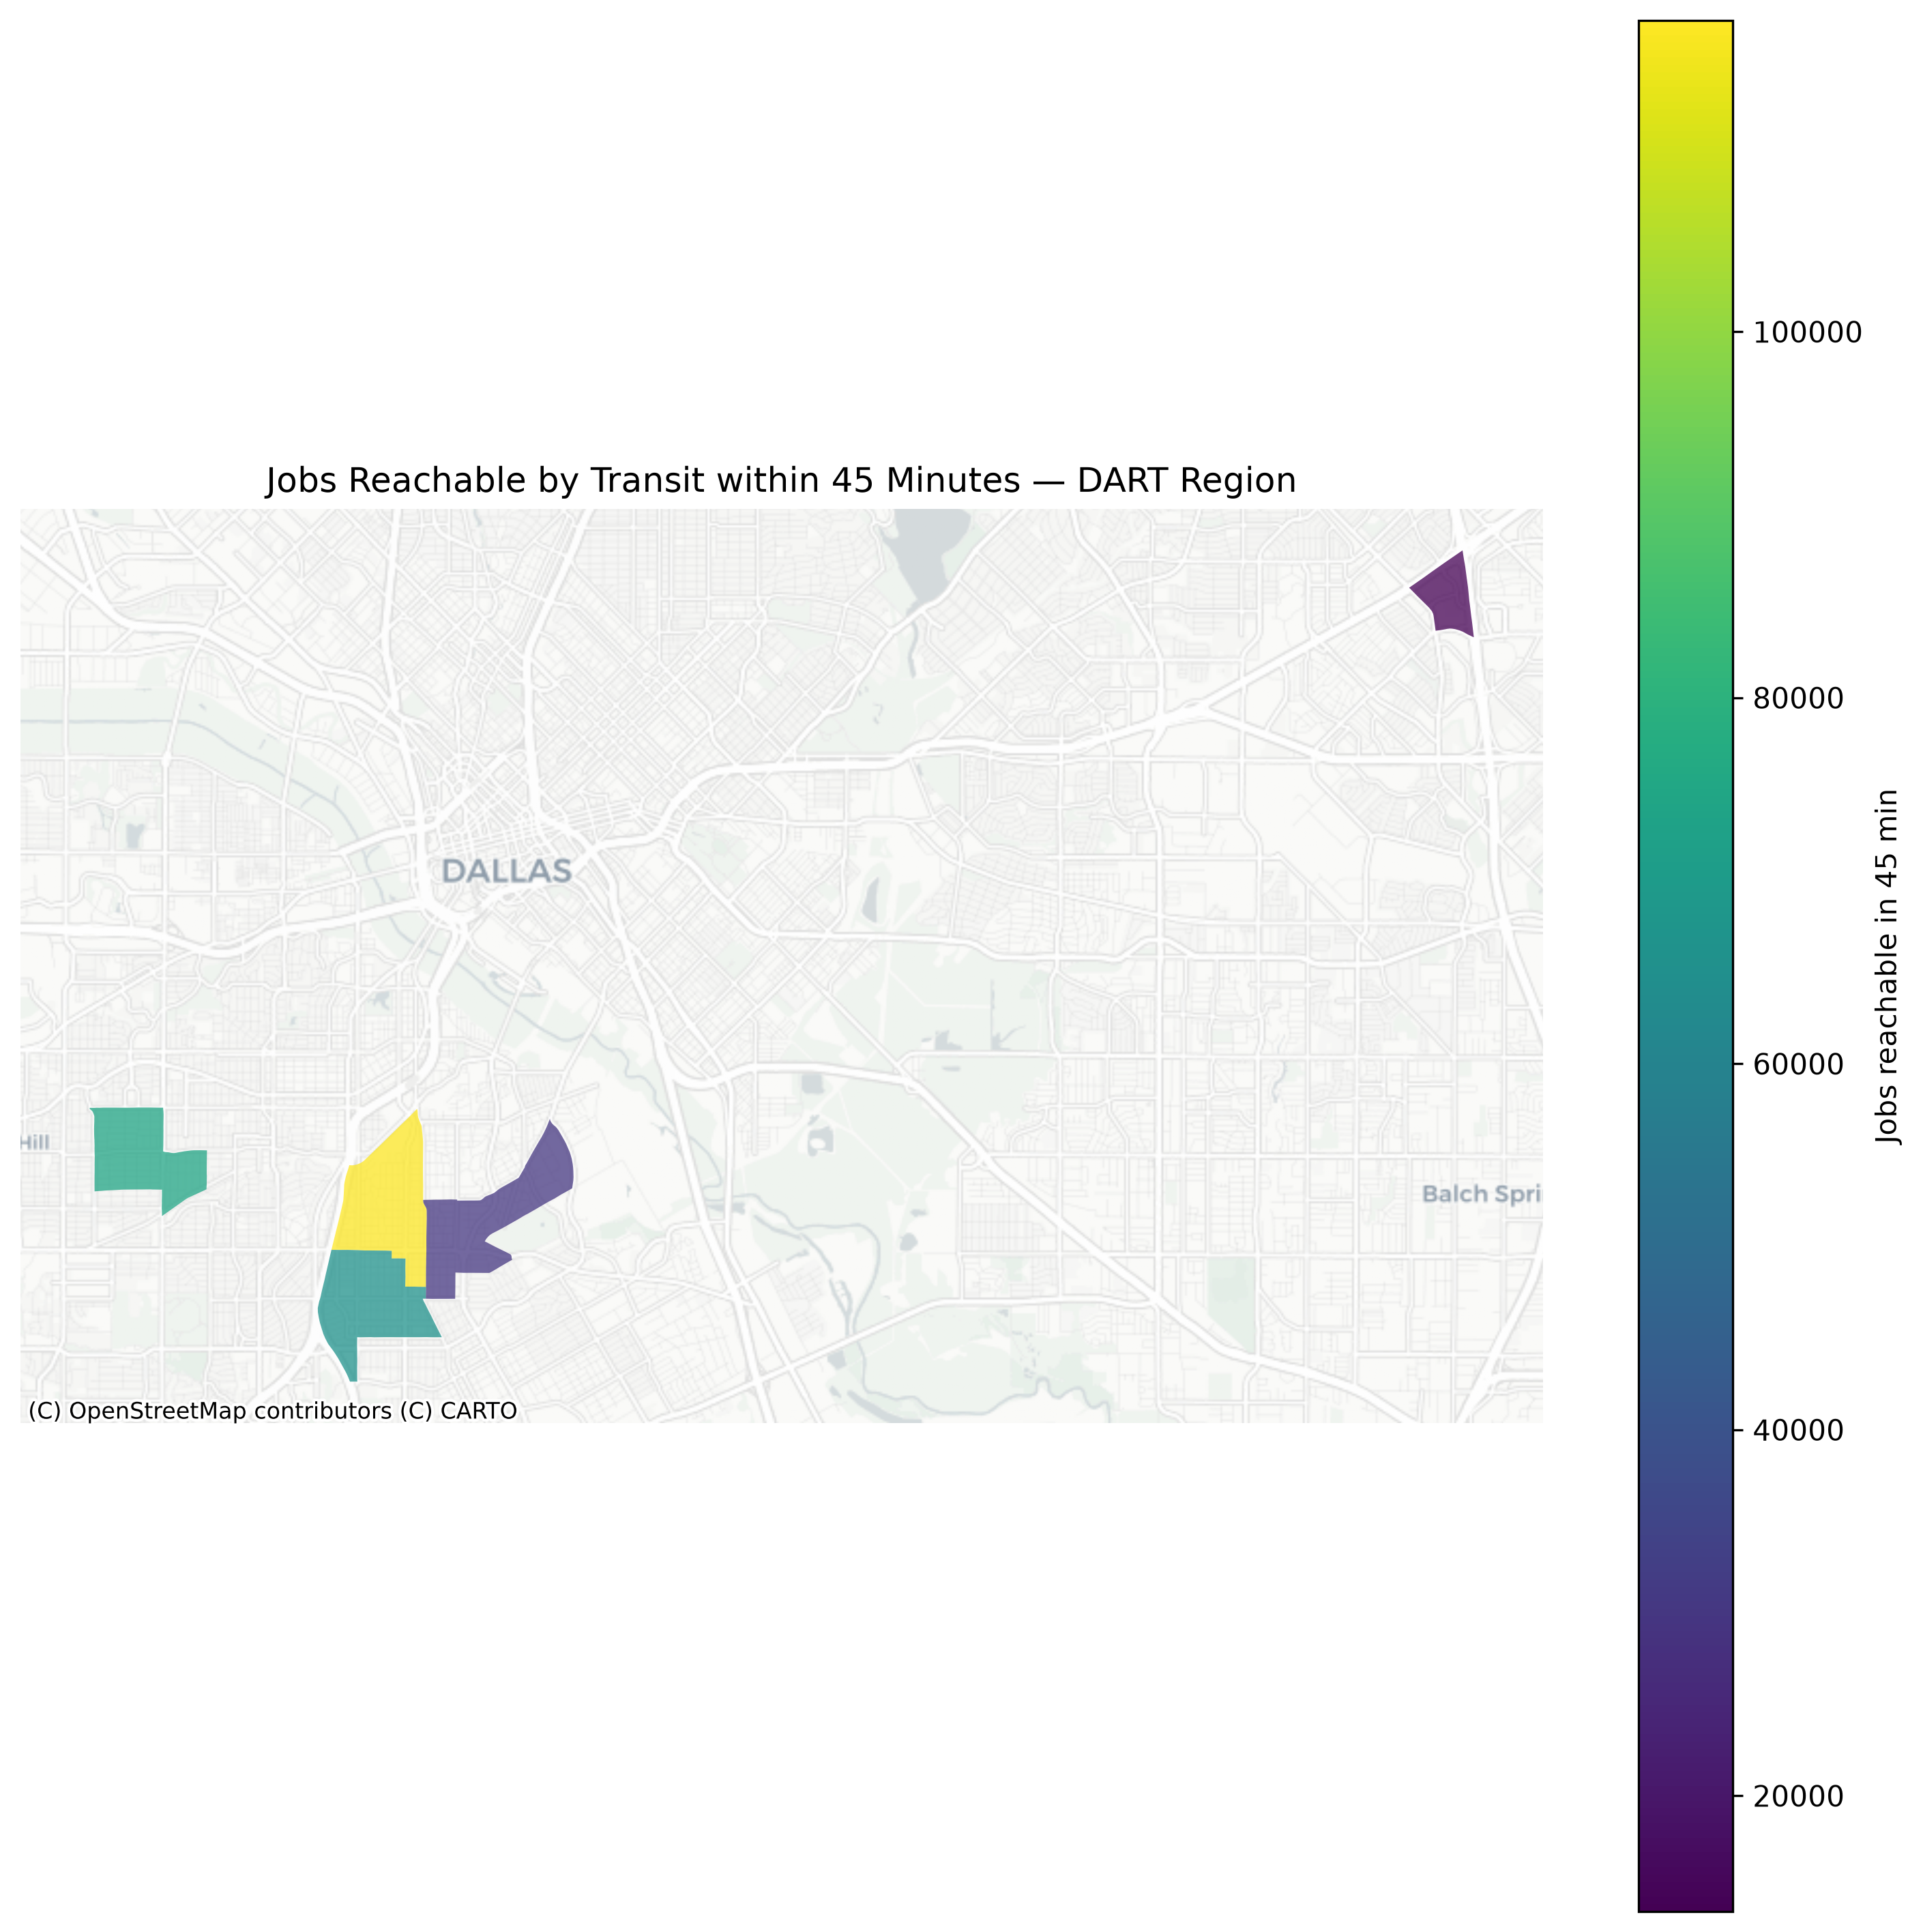 Jobs Reachable by Transit within 45 Minutes — DART Region
DALLAS
Hill
Balch Spri
(C) OpenStreetMap contributors (C) CARTO
100000
80000
60000
40000
20000
Jobs reachable in 45 min